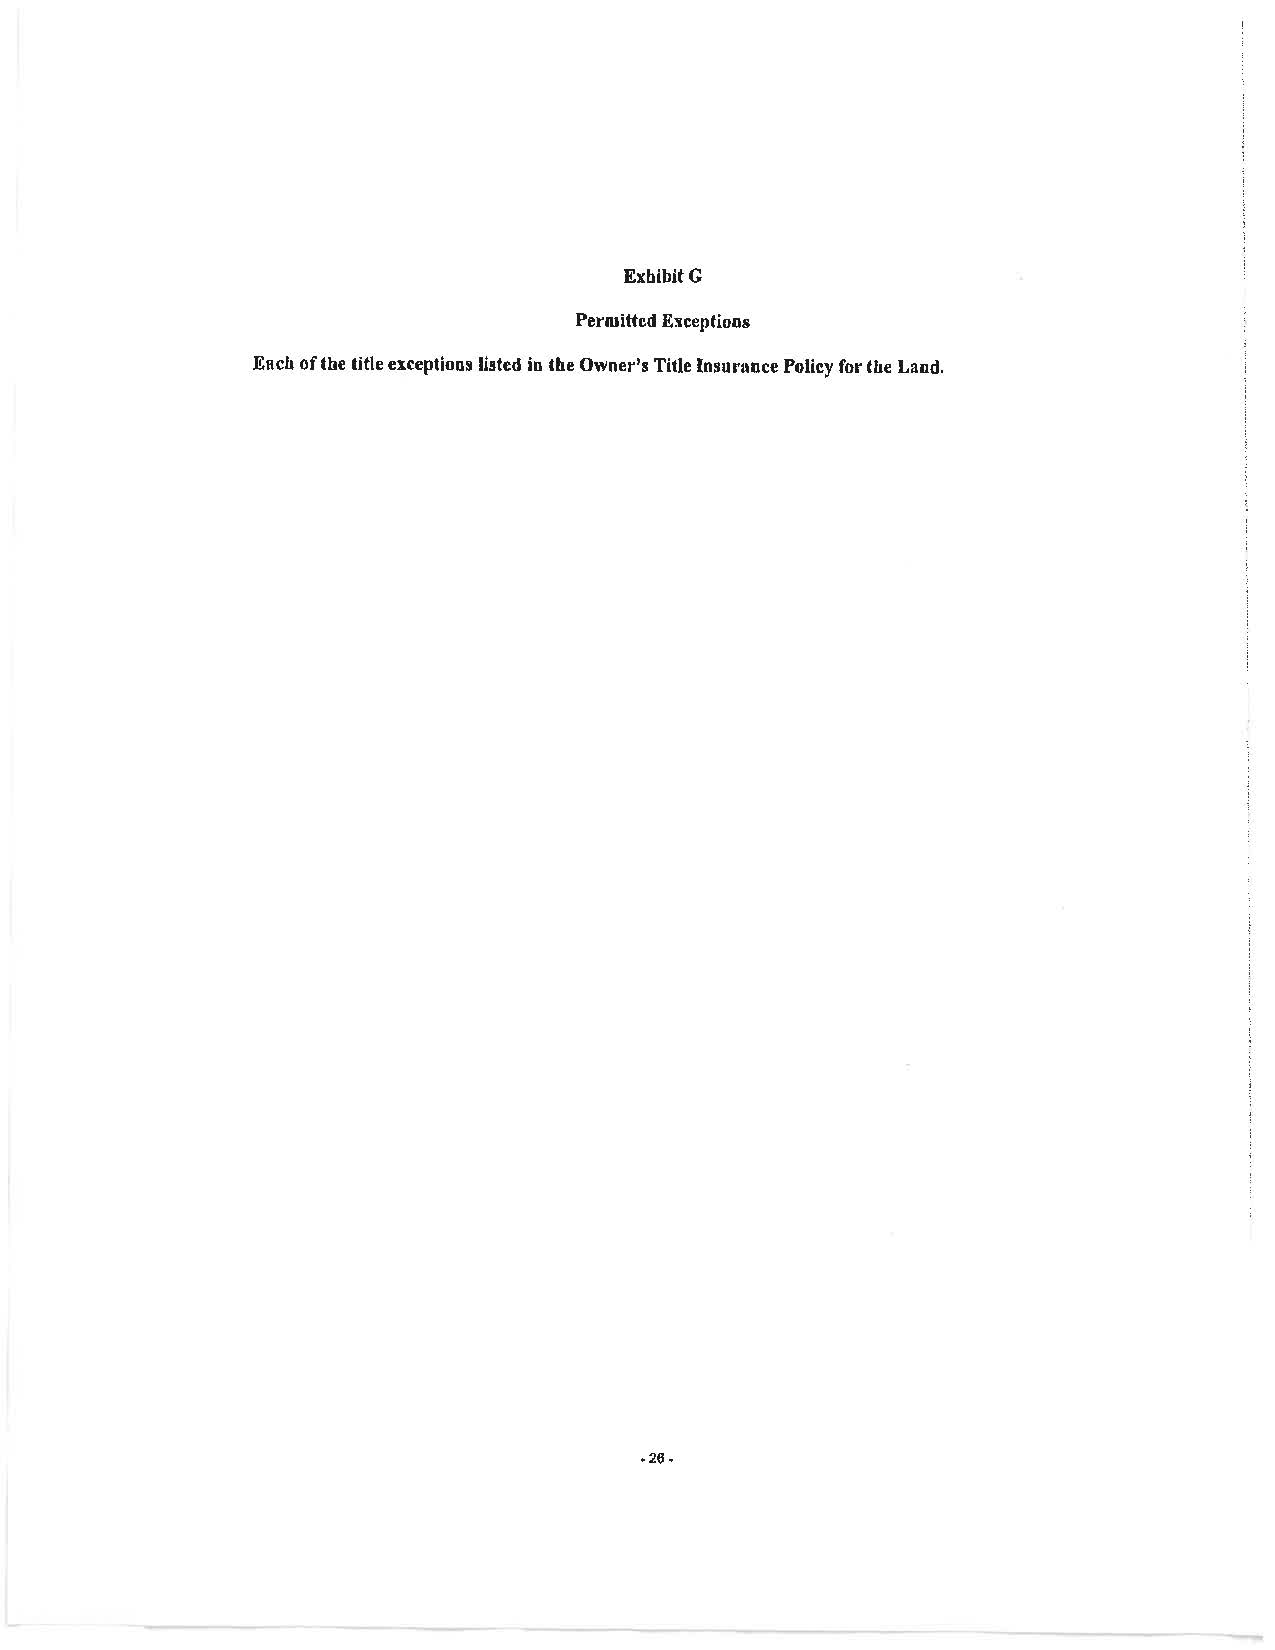 Exhibit G
Permitted Exceptions
Each of the title exceptions listed in the Owner's Title Insurance Policy for the Land.
- 26 -